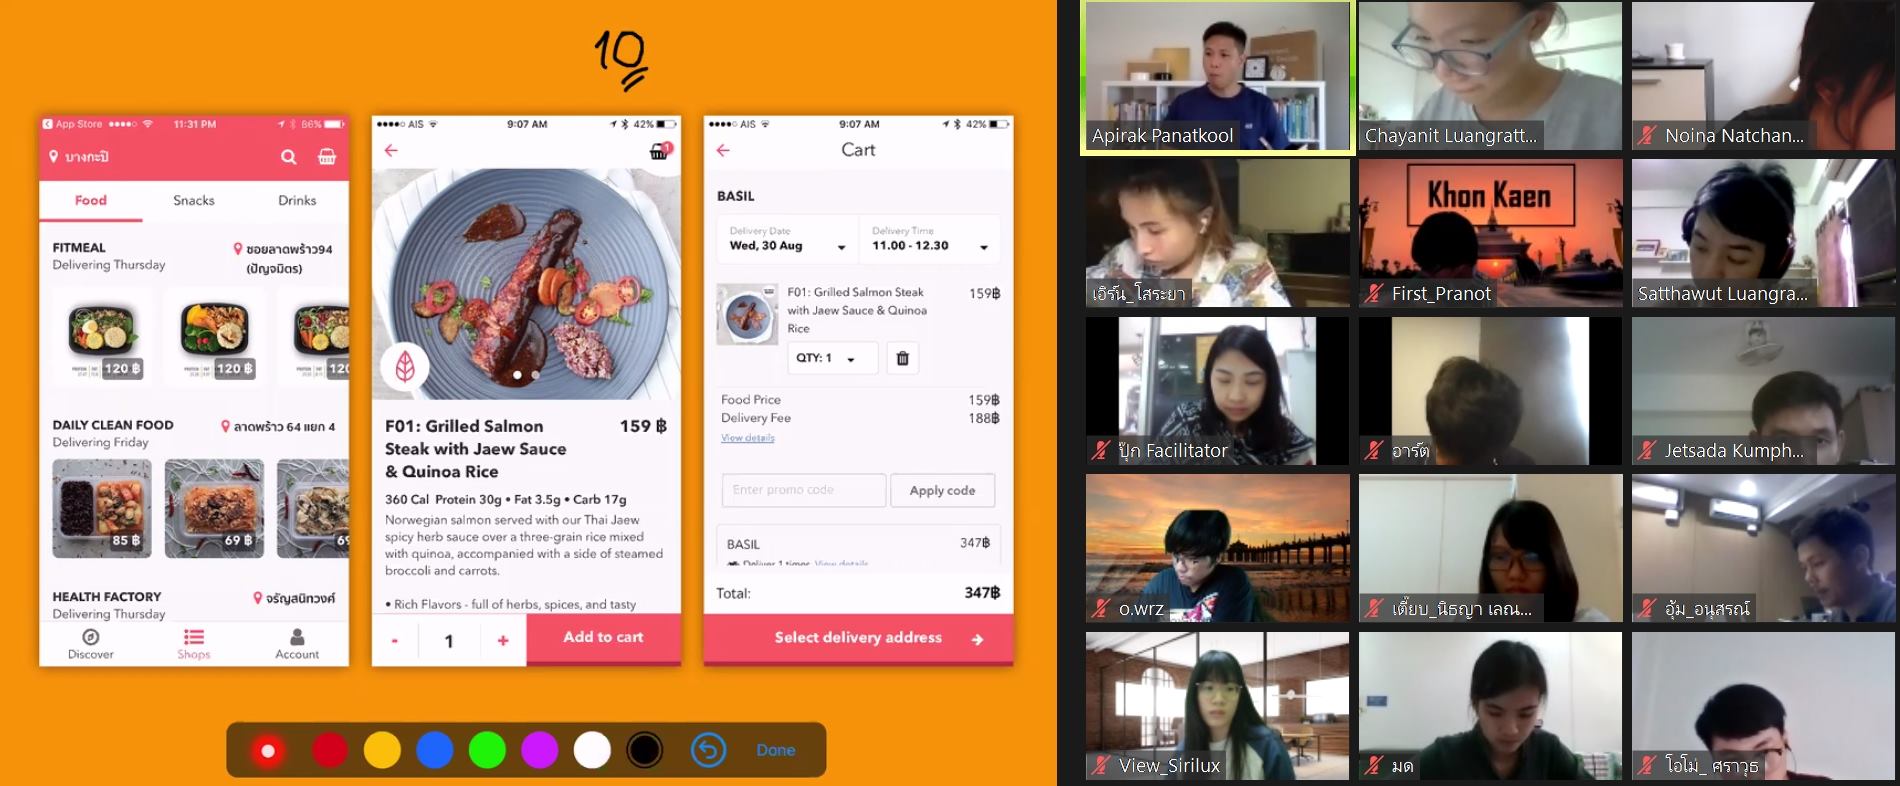 10
App Store
11:31 PM
86%
บางกะปิ
Food
Snacks
Drinks
FITMEAL
Delivering Thursday
ซอยลาดพร้าว94
(ปัญจมิตร)
120 ฿
120 ฿
120
DAILY CLEAN FOOD
Delivering Friday
ลาดพร้าว 64 แยก 4
85 ฿
69 ฿
69
HEALTH FACTORY
Delivering Thursday
จรัญสนิทวงศ์
Discover
Shops
Account
AIS
9:07 AM
42%
1
F01: Grilled Salmon
Steak with Jaew Sauce
& Quinoa Rice
159 ฿
360 Cal Protein 30g • Fat 3.5g • Carb 17g
Norwegian salmon served with our Thai Jaew
spicy herb sauce over a three-grain rice mixed
with quinoa, accompanied with a side of steamed
broccoli and carrots.
• Rich Flavors - full of herbs, spices, and tasty
-
1
+
Add to cart
AIS
9:07 AM
42%
Cart
BASIL
Delivery Date
Wed, 30 Aug
Delivery Time
11.00 - 12.30
F01: Grilled Salmon Steak
with Jaew Sauce & Quinoa
Rice
159฿
QTY: 1
Food Price
159฿
Delivery Fee
188฿
View details
Enter promo code
Apply code
BASIL
347฿
Deliver 1 times View details
Total:
347฿
Select delivery address
Done
Apirak Panatkool
Chayanit Luangratt...
Noina Natchan...
เอิร์น_โสระยา
Khon Kaen
First_Pranot
Satthawut Luangra...
ปุ๊ก Facilitator
อาร์ต
Jetsada Kumph...
o.wrz
เตี๊ยบ_นิธญา เลณ...
อุ้ม_อนุสรณ์
View_Sirilux
มด
โอโม่_ ศราวุธ